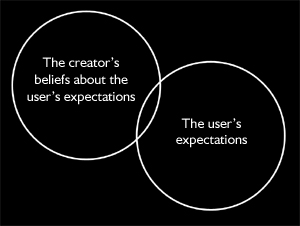 The creator's
beliefs about the
user's expectations
The user's
expectations